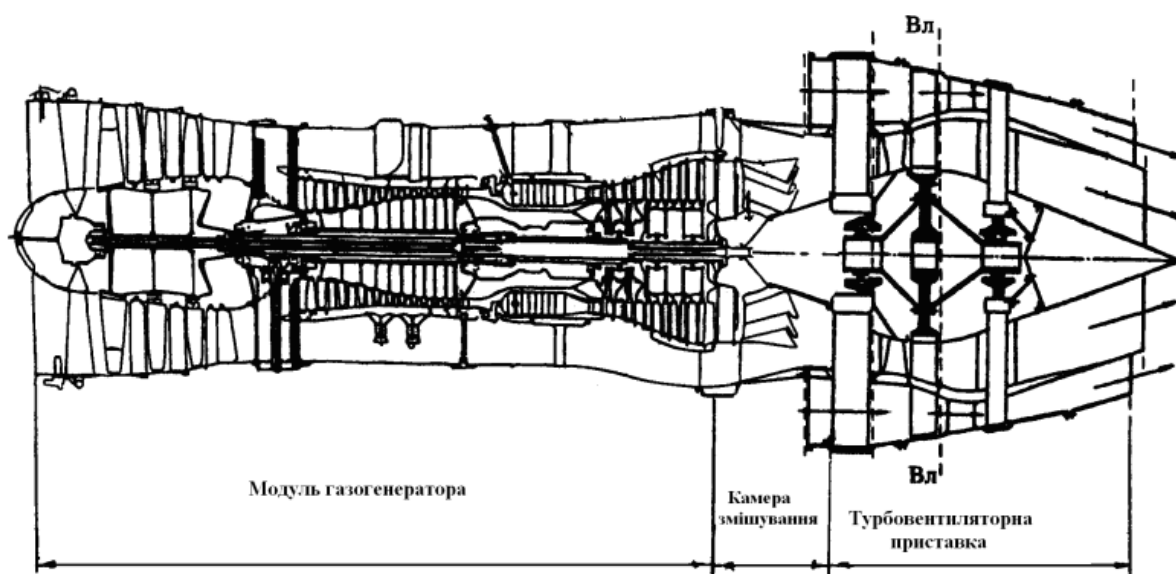 Вл
Вл
Модуль газогенератора
Камера
змішування
Турбовентиляторна
приставка